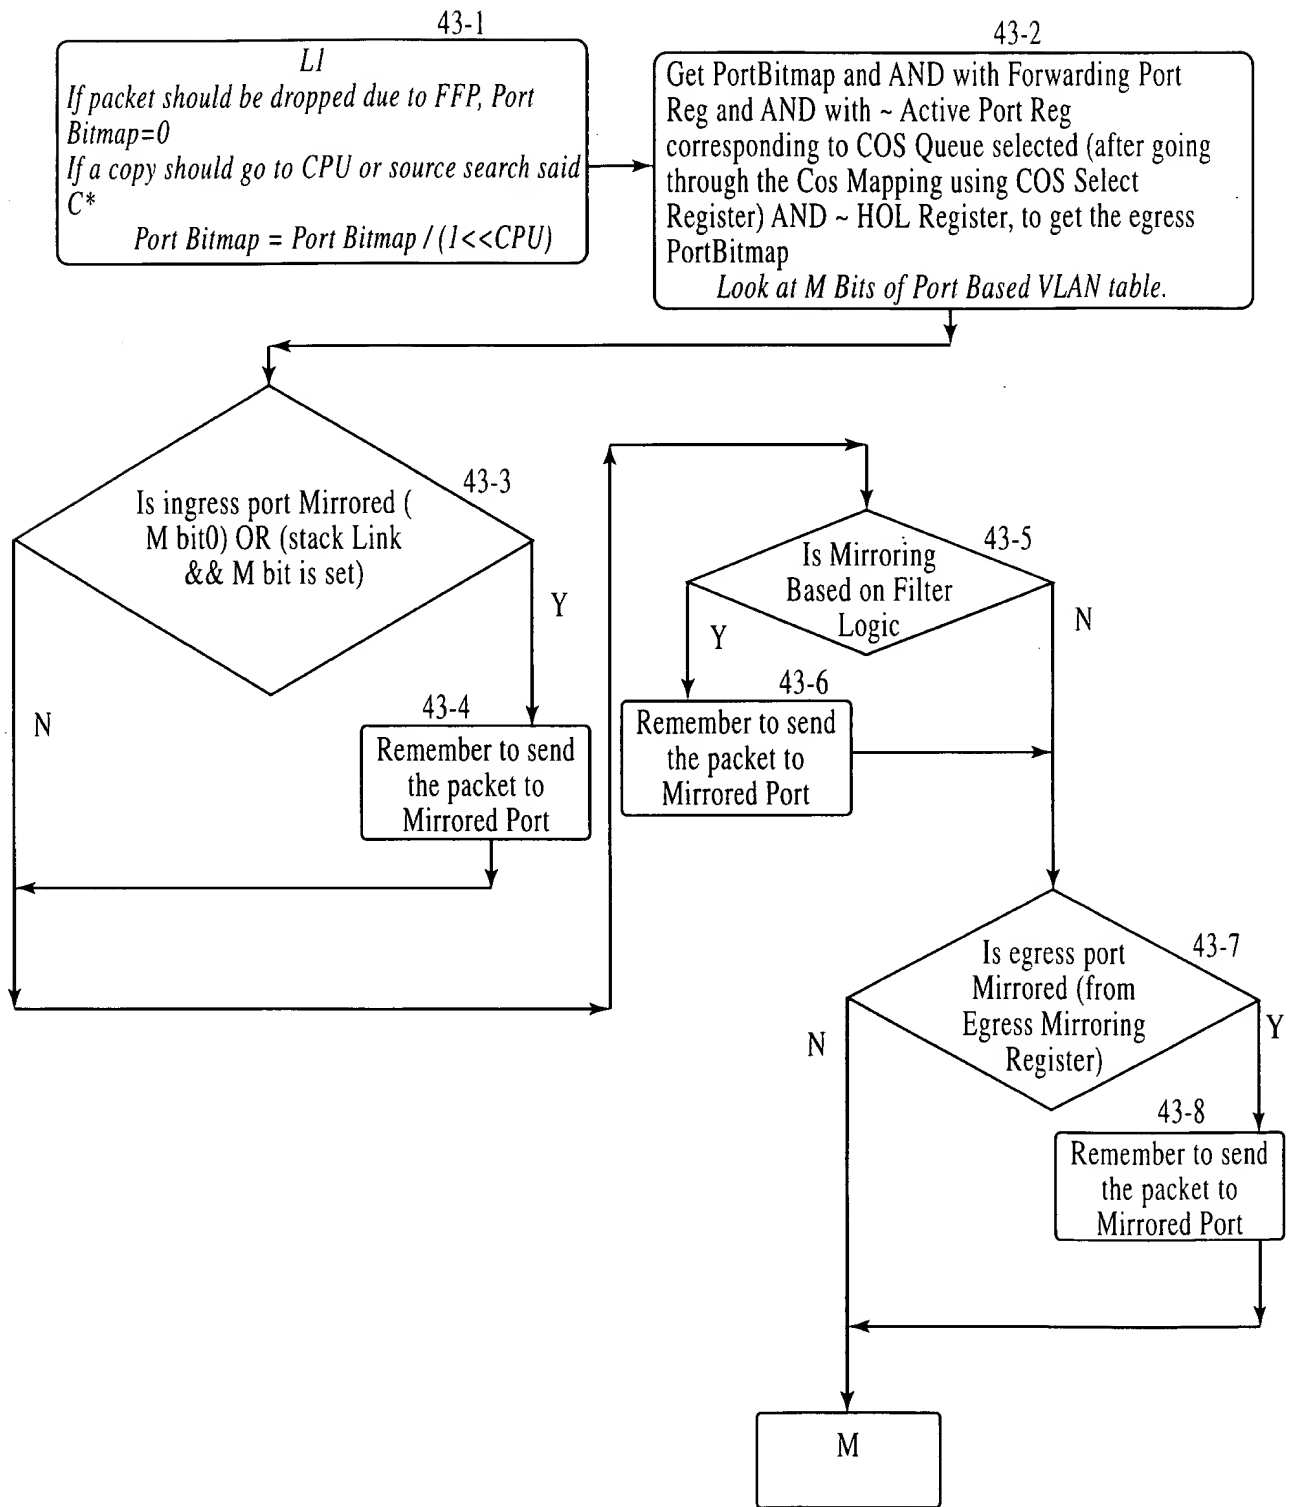 43-1
L1
If packet should be dropped due to FFP, Port
Bitmap=0
If a copy should go to CPU or source search said
C*
Port Bitmap = Port Bitmap / (1<<CPU)
43-2
Get PortBitmap and AND with Forwarding Port
Reg and AND with ~ Active Port Reg
corresponding to COS Queue selected (after going
through the Cos Mapping using COS Select
Register) AND ~ HOL Register, to get the egress
PortBitmap
Look at M Bits of Port Based VLAN table.
43-3
Is ingress port Mirrored (
M bit0) OR (stack Link
&& M bit is set)
Y
N
43-4
Remember to send
the packet to
Mirrored Port
43-5
Is Mirroring
Based on Filter
Logic
Y
N
43-6
Remember to send
the packet to
Mirrored Port
43-7
Is egress port
Mirrored (from
Egress Mirroring
Register)
N
Y
43-8
Remember to send
the packet to
Mirrored Port
M